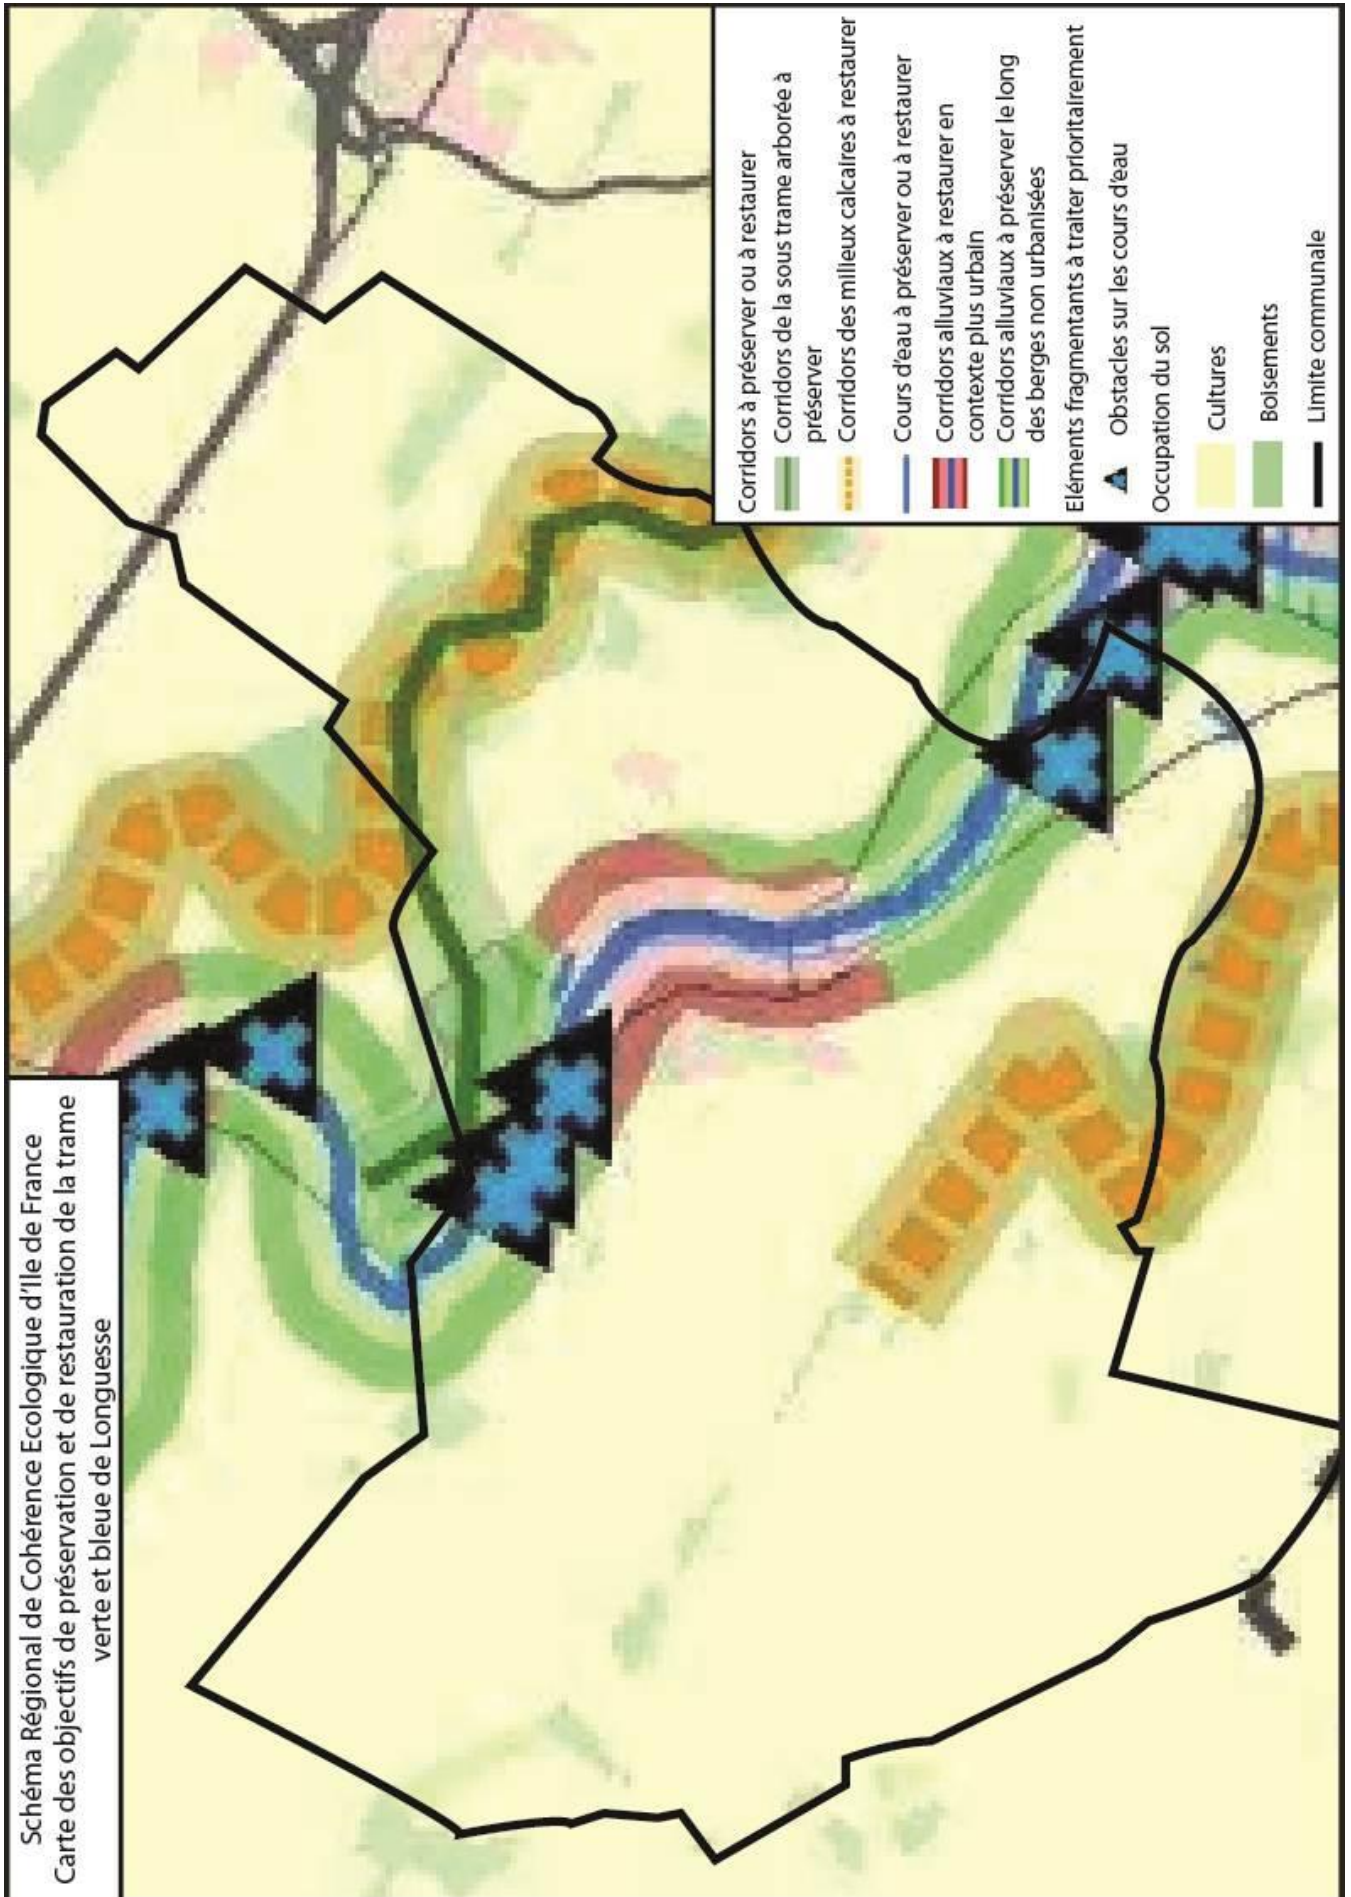 Schéma Régional de Cohérence Ecologique d'Ile de France
Carte des objectifs de préservation et de restauration de la trame
verte et bleue de Longuesse
Corridors à préserver ou à restaurer
Corridors de la sous trame arborée à
préserver
Corridors des milieux calcaires à restaurer
Cours d'eau à préserver ou à restaurer
Corridors alluviaux à restaurer en
contexte plus urbain
Corridors alluviaux à préserver le long
des berges non urbanisées
Eléments fragmentants à traiter prioritairement
Obstacles sur les cours d'eau
Occupation du sol
Cultures
Boisements
Limite communale